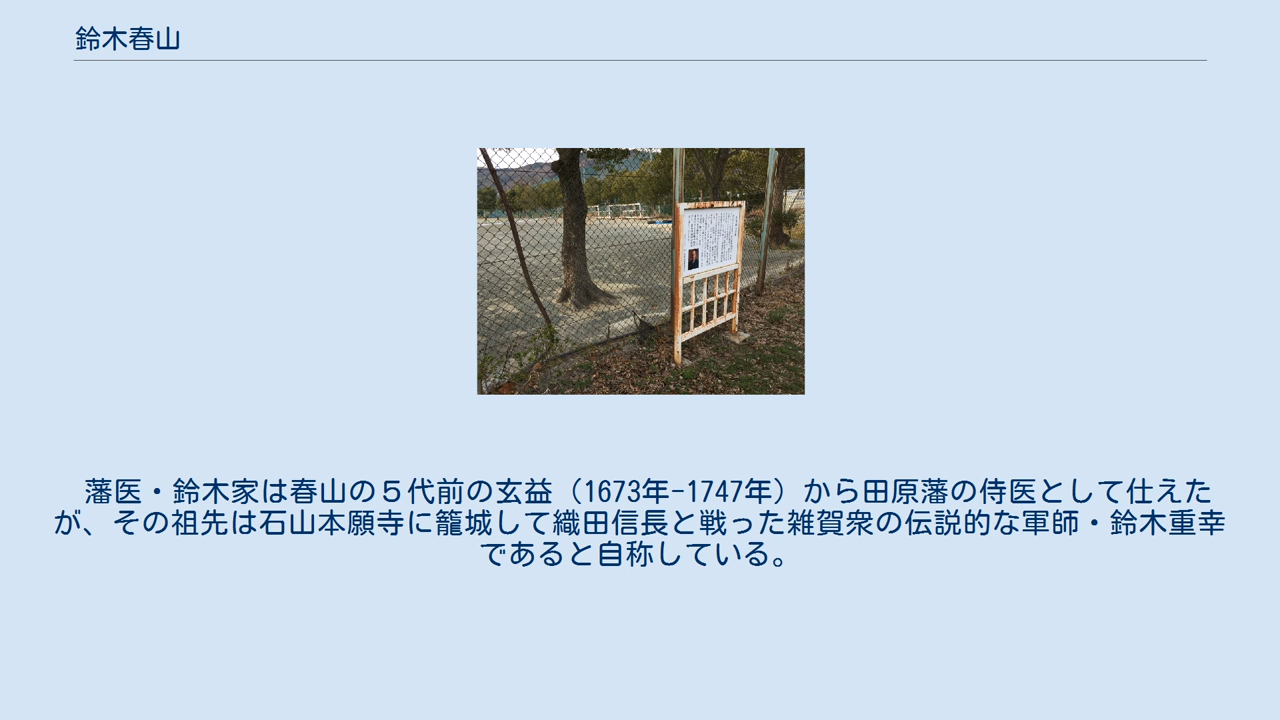 鈴木春山
藩医・鈴木家は春山の５代前の玄益（1673年-1747年）から田原藩の侍医として仕えた
が、その祖先は石山本願寺に籠城して織田信長と戦った雑賀衆の伝説的な軍師・鈴木重幸
であると自称している。